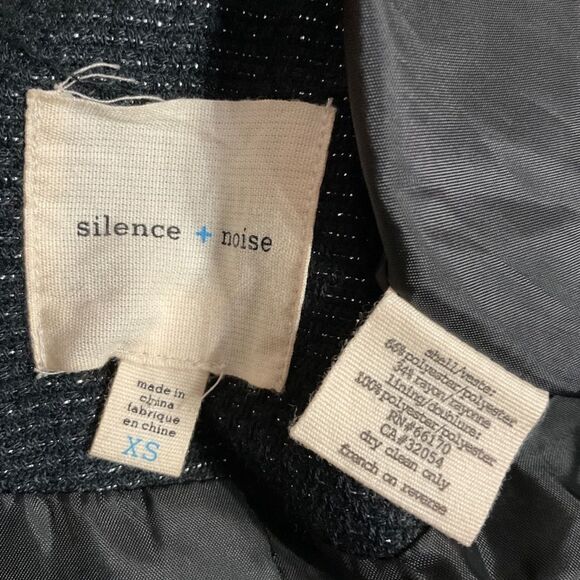 silence + noise
made in
china
fabrique
en chine
XS
shell/veste:
66%polyester/polyester
34% rayon/rayons
lining/doublure:
100%polyester/polyester
RN#66170
CA#32054
dry clean only
french on reverse